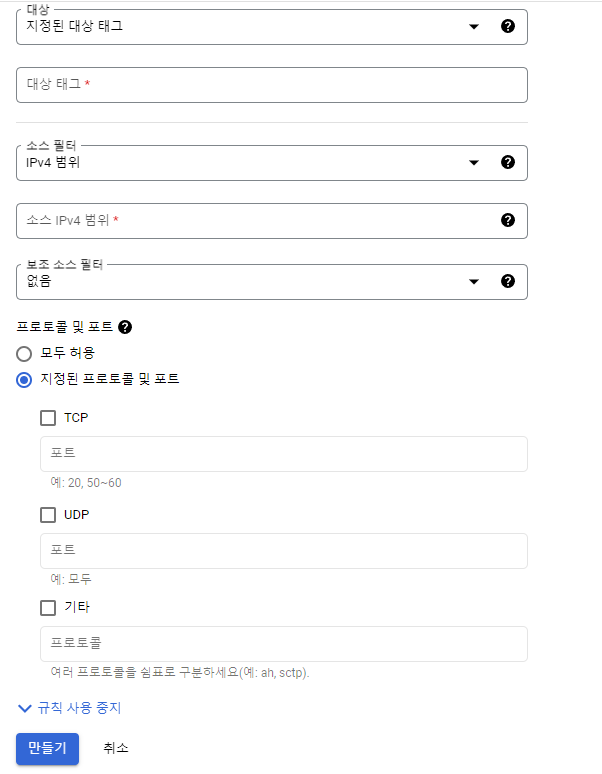 대상
지정된 대상 태그
대상 태그 *
소스 필터
IPv4 범위
소스 IPv4 범위 *
보조 소스 필터
없음
프로토콜 및 포트
모두 허용
지정된 프로토콜 및 포트
TCP
포트
예: 20, 50~60
UDP
포트
예: 모두
기타
프로토콜
여러 프로토콜을 쉼표로 구분하세요(예: ah, sctp).
규칙 사용 중지
만들기 취소